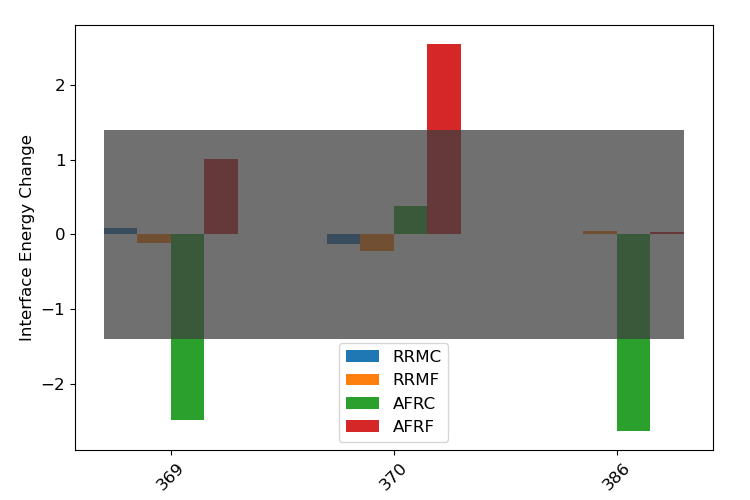 Interface Energy Change
2
1
0
−1
−2
RRMC
RRMF
AFRC
AFRF
369
370
386